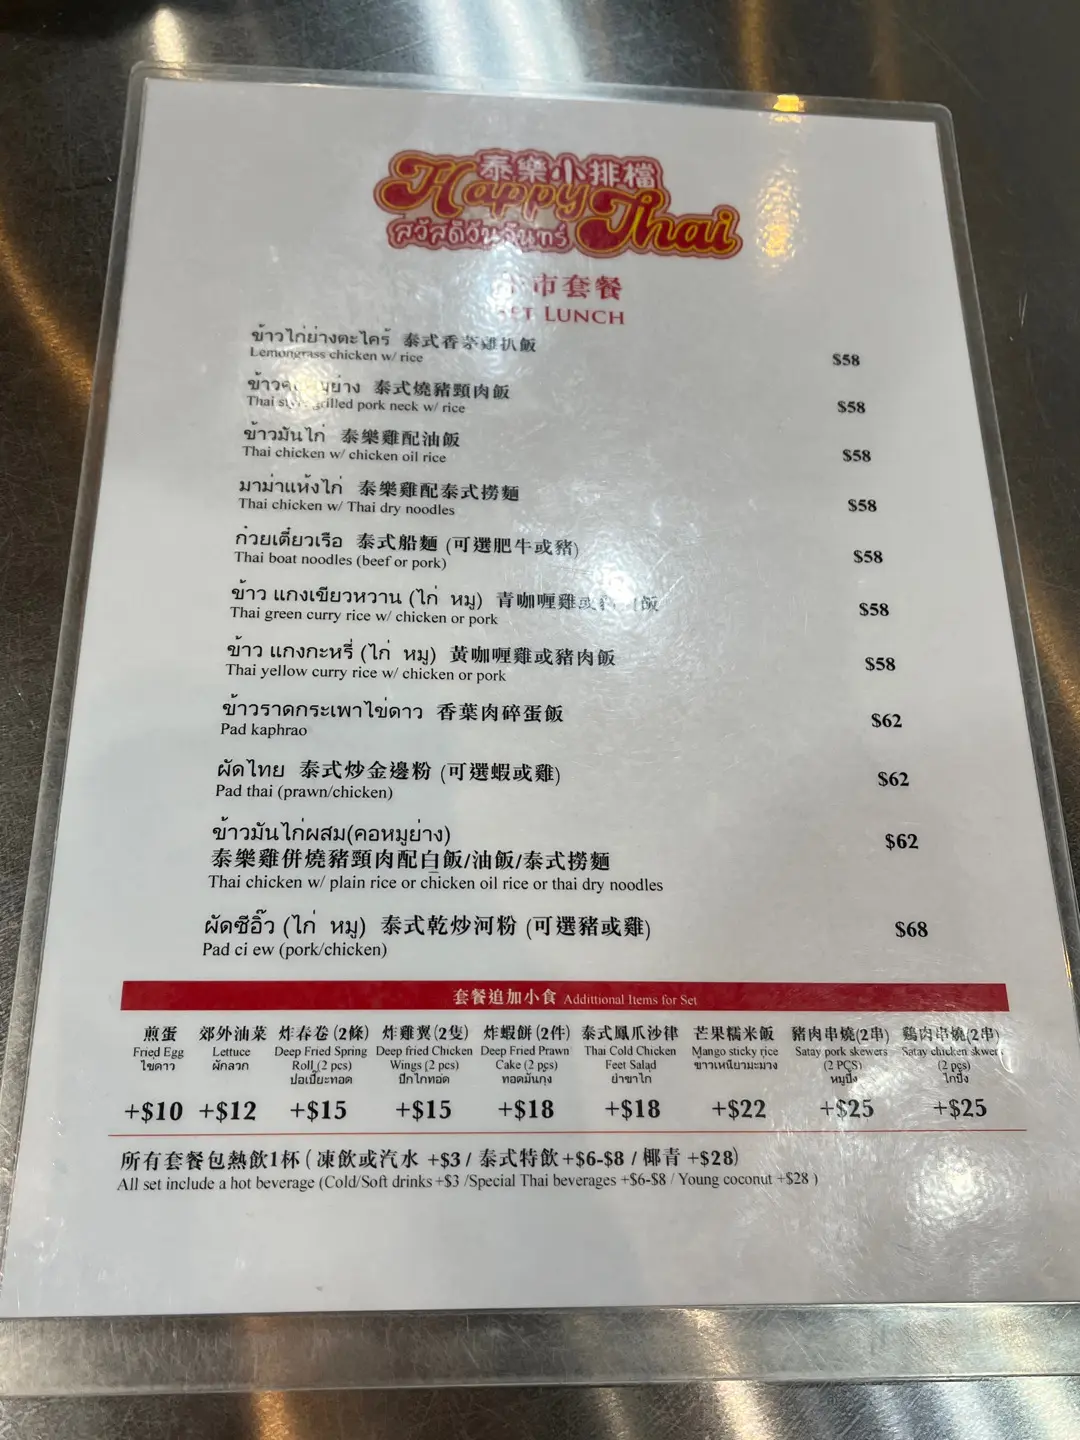 泰樂小排檔
Happy Thai
สวัสดีวันจันทร์
市套餐
SET LUNCH
ข้าวไก่ย่างตะไคร้ 泰式香茅雞扒飯
Lemongrass chicken w/ rice $58
泰式燒豬頸肉飯
Thai style grilled pork neck w/ rice $58
ข้าวมันไก่ 泰樂雞配油飯
Thai chicken w/ chicken oil rice $58
มาม่าแห้งไก่ 泰樂雞配泰式撈麵
Thai chicken w/ Thai dry noodles $58
ก๋วยเตี๋ยวเรือ 泰式船麵 (可選肥牛或豬)
Thai boat noodles (beef or pork) $58
ข้าว แกงเขียวหวาน (ไก่ หมู) 青咖喱雞或 飯
Thai green curry rice w/ chicken or pork $58
ข้าว แกงกะหรี่ (ไก่ หมู) 黃咖喱雞或豬肉飯
Thai yellow curry rice w/ chicken or pork $58
ข้าวราดกระเพาไข่ดาว 香葉肉碎蛋飯
Pad kaphrao $62
ผัดไทย 泰式炒金邊粉 (可選蝦或雞)
Pad thai (prawn/chicken) $62
ข้าวมันไก่ผสม(คอหมูย่าง)
泰樂雞併燒豬頸肉配白飯/油飯/泰式撈麵 $62
Thai chicken w/ plain rice or chicken oil rice or thai dry noodles
ผัดซีอิ๊ว (ไก่ หมู) 泰式乾炒河粉 (可選豬或雞) $68
Pad ci ew (pork/chicken)
套餐追加小食 Addittional Items for Set
煎蛋 郊外油菜 炸春卷 (2條) 炸雞翼 (2隻) 炸蝦餅 (2件) 泰式鳳爪沙律 芒果糯米飯 豬肉串燒(2串) 鷄肉串燒(2串)
Fried Egg Lettuce Deep Fried Spring Deep fried Chicken Deep Fried Prawn Thai Cold Chicken Mango sticky rice Satay pork skewers Satay chicken skwers
ไข่ดาว ผักลวก Roll (2 pcs) Wings (2 pcs) Cake (2 pcs) Feet Salad ข้าวเหนียวมะม่วง (2 PCS) (2 pcs)
ปอเปี๊ยะทอด ปีกไก่ทอด ทอดมันกุ้ง ยำขาไก่ หมูปิ้ง ไก่ปิ้ง
+$10 +$12 +$15 +$15 +$18 +$18 +$22 +$25 +$25
所有套餐包熱飲1杯 ( 凍飲或汽水 +$3 / 泰式特飲+$6-$8 / 椰青 +$28)
All set include a hot beverage (Cold/Soft drinks +$3 /Special Thai beverages +$6-$8 / Young coconut +$28 )